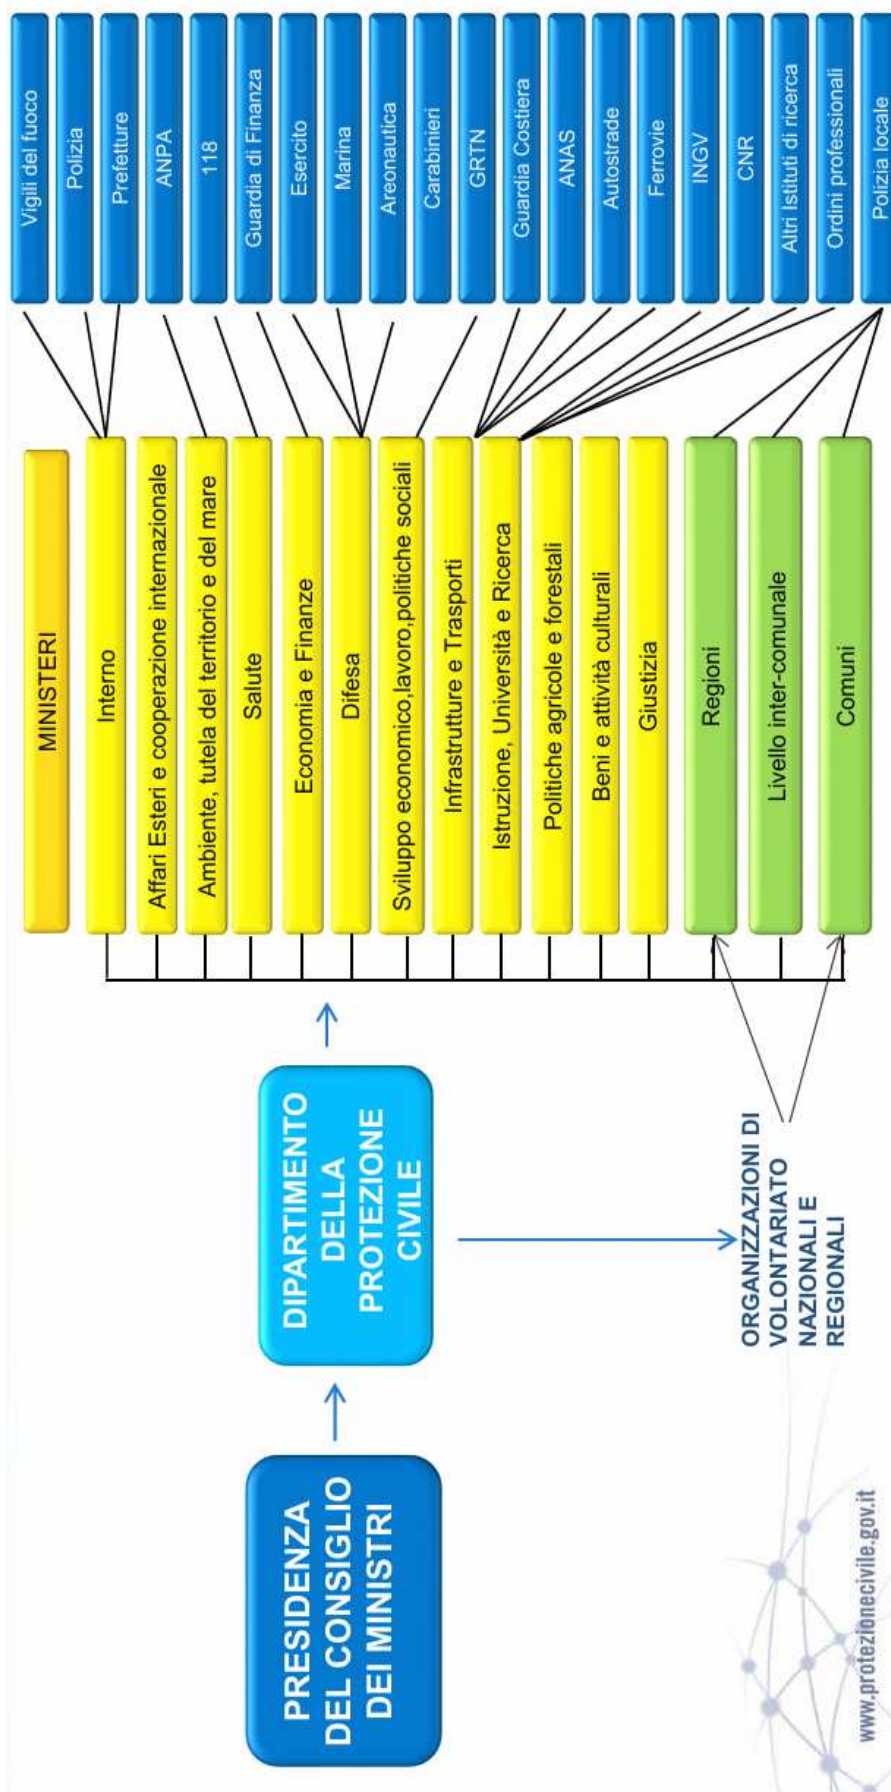 PRESIDENZA
DEL CONSIGLIO
DEI MINISTRI
DIPARTIMENTO
DELLA
PROTEZIONE
CIVILE
ORGANIZZAZIONI DI
VOLONTARIATO
NAZIONALI E
REGIONALI
MINISTERI
Interno
Affari Esteri e cooperazione internazionale
Ambiente, tutela del territorio e del mare
Salute
Economia e Finanze
Difesa
Sviluppo economico,lavoro,politiche sociali
Infrastrutture e Trasporti
Istruzione, Università e Ricerca
Politiche agricole e forestali
Beni e attività culturali
Giustizia
Regioni
Livello inter-comunale
Comuni
Vigili del fuoco
Polizia
Prefetture
ANPA
118
Guardia di Finanza
Esercito
Marina
Areonautica
Carabinieri
GRTN
Guardia Costiera
ANAS
Autostrade
Ferrovie
INGV
CNR
Altri Istituti di ricerca
Ordini professionali
Polizia locale
www.protezionecivile.gov.it